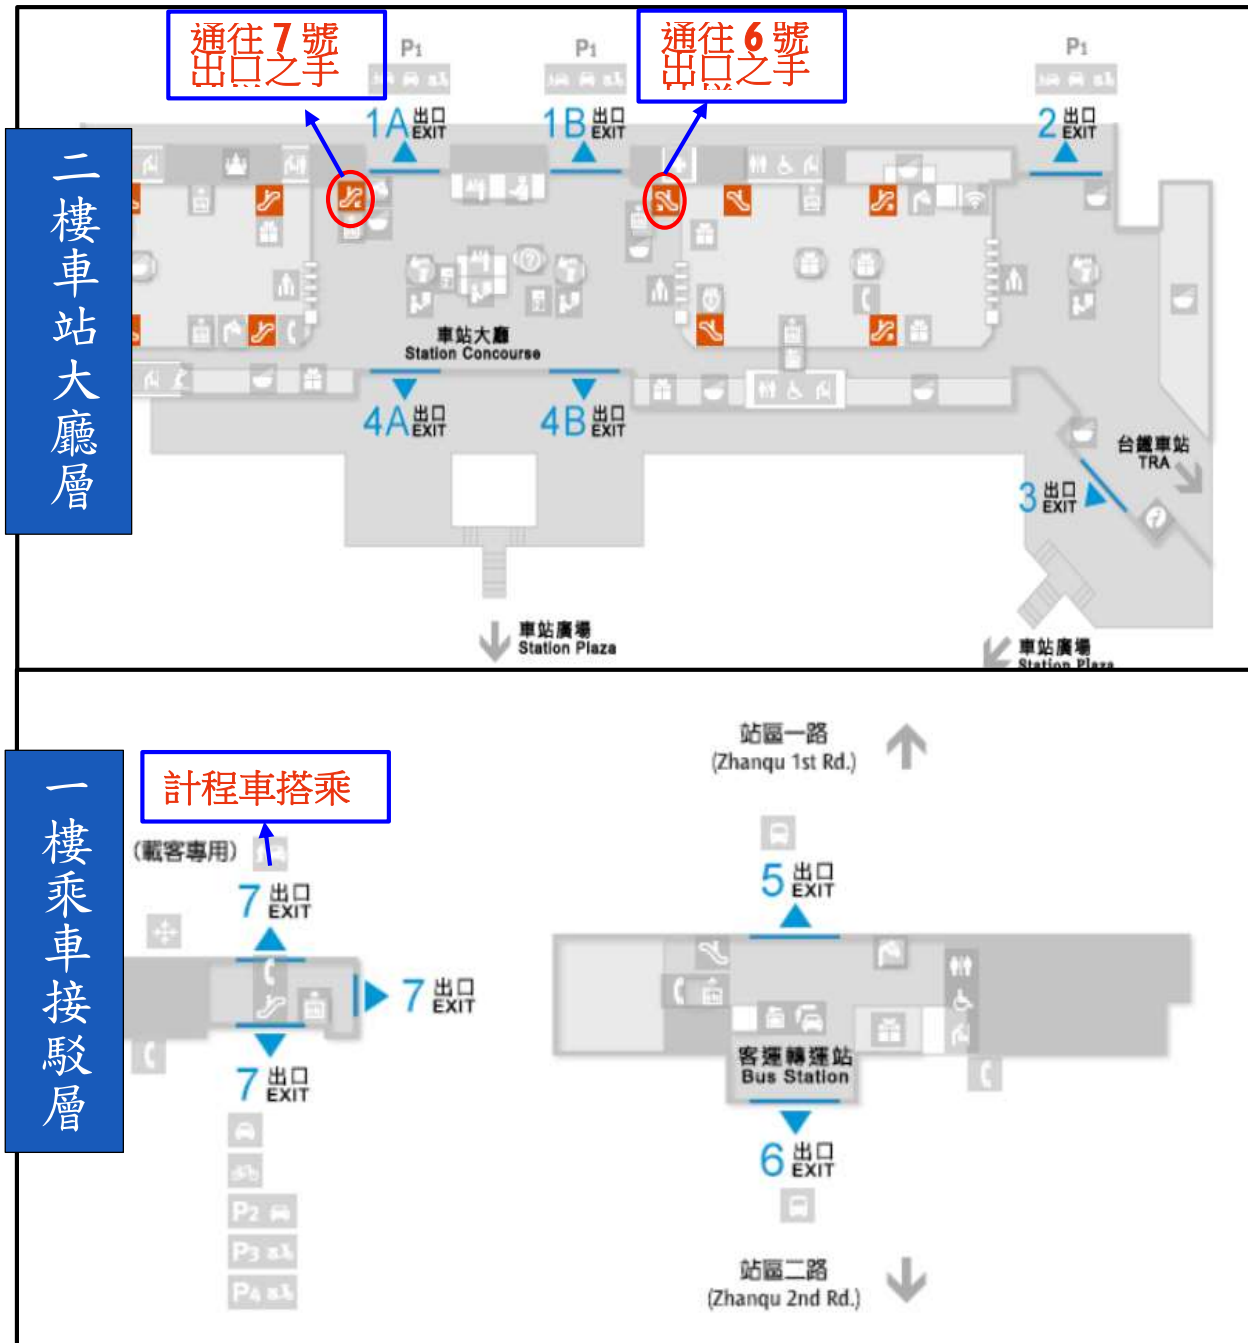 通往 7 號
出口之手
通往 6 號
出口之手
P1
P1
P1
1A 出口 EXIT
1B 出口 EXIT
2 出口 EXIT
二樓車站大廳層
車站大廳
Station Concourse
4A 出口 EXIT
4B 出口 EXIT
台鐵車站
TRA
3 出口 EXIT
車站廣場
Station Plaza
車站廣場
Station Plaza
站區一路
(Zhanqu 1st Rd.)
一樓乘車接駁層
計程車搭乘
(載客專用)
7 出口 EXIT
5 出口 EXIT
7 出口 EXIT
7 出口 EXIT
客運轉運站
Bus Station
6 出口 EXIT
P2
P3
P4
站區二路
(Zhanqu 2nd Rd.)